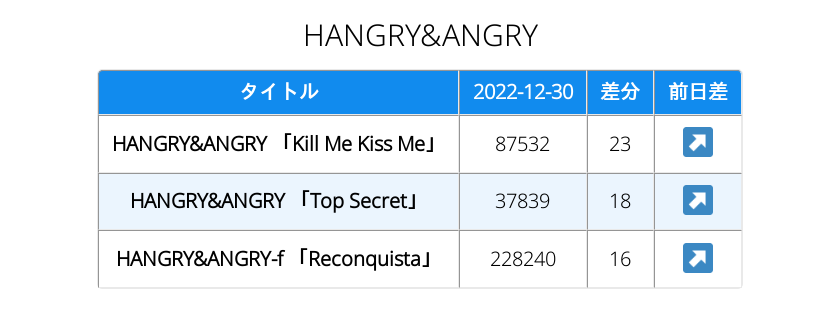 HANGRY&ANGRY
タイトル 2022-12-30 差分 前日差
HANGRY&ANGRY 「Kill Me Kiss Me」 87532 23 ↗
HANGRY&ANGRY 「Top Secret」 37839 18 ↗
HANGRY&ANGRY-f 「Reconquista」 228240 16 ↗